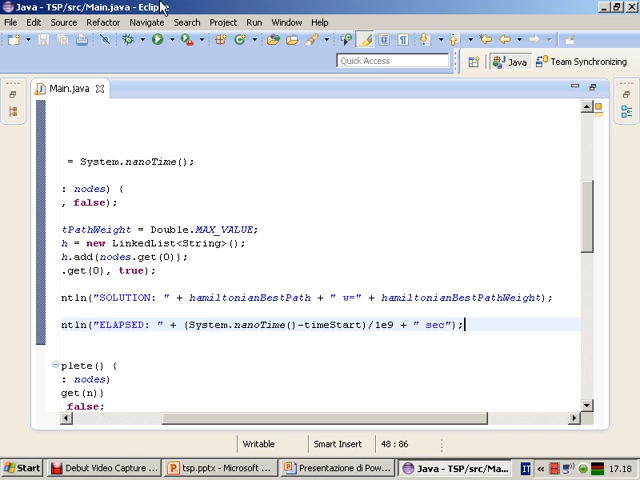 Java - TSP/src/Main.java - Eclipse
File Edit Source Refactor Navigate Search Project Run Window Help
Quick Access
Java
Team Synchronizing
Main.java
= System.nanoTime();
: nodes) {
, false);
tPathWeight = Double.MAX_VALUE;
h = new LinkedList<String>();
h.add(nodes.get(0));
.get(0), true);
ntln("SOLUTION: " + hamiltonianBestPath + " w=" + hamiltonianBestPathWeight);
ntln("ELAPSED: " + (System.nanoTime()-timeStart)/1e9 + " sec");
plete() {
: nodes)
get(n))
false;
Writable Smart Insert 48 : 86
Start Debut Video Capture ... tsp.pptx - Microsoft ... Presentazione di Pow... Java - TSP/src/Ma... IT « 17.18